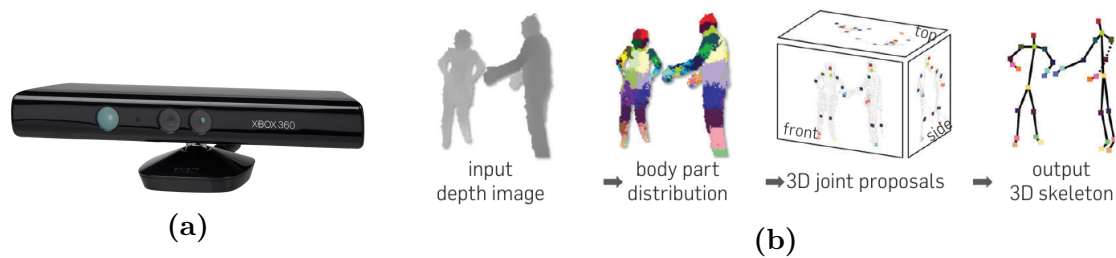 XBOX 360
(a)
input
depth image
➡ body part
distribution
top
front
side
➡3D joint proposals
➡ output
3D skeleton
(b)